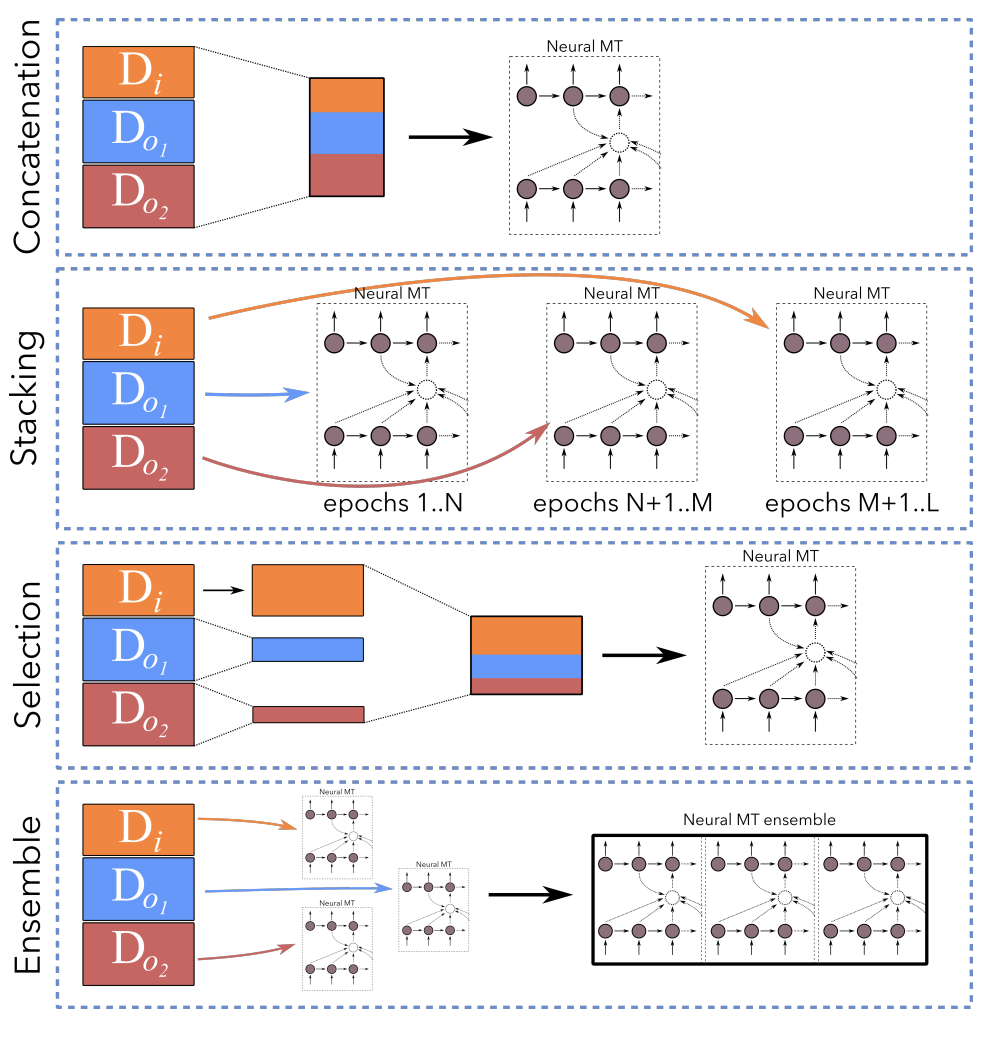 Concatenation
D_i
D_{o_1}
D_{o_2}
Neural MT
Stacking
D_i
D_{o_1}
D_{o_2}
Neural MT
Neural MT
Neural MT
epochs 1..N
epochs N+1..M
epochs M+1..L
Selection
D_i
D_{o_1}
D_{o_2}
Neural MT
Ensemble
D_i
D_{o_1}
D_{o_2}
Neural MT
Neural MT
Neural MT
Neural MT ensemble